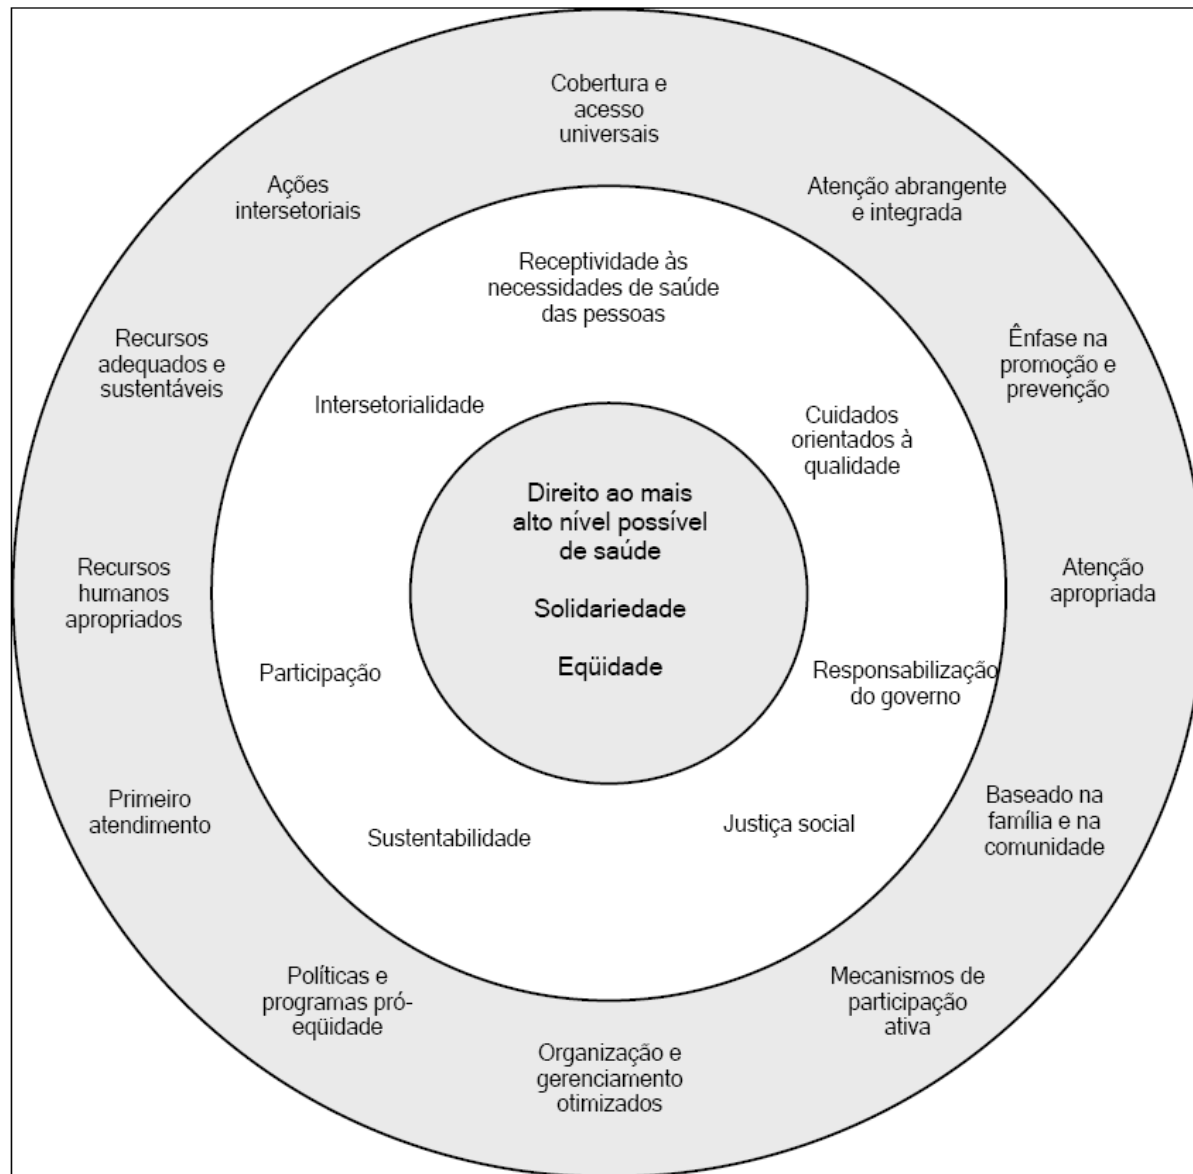 Cobertura e
acesso
universais
Ações
intersetoriais
Atenção abrangente
e integrada
Receptividade às
necessidades de saúde
das pessoas
Recursos
adequados e
sustentáveis
Ênfase na
promoção e
prevenção
Intersetorialidade
Cuidados
orientados à
qualidade
Direito ao mais
alto nível possível
de saúde
Solidariedade
Eqüidade
Recursos
humanos
apropriados
Atenção
apropriada
Participação
Responsabilização
do governo
Primeiro
atendimento
Sustentabilidade
Justiça social
Baseado na
família e na
comunidade
Políticas e
programas pró-
eqüidade
Mecanismos de
participação
ativa
Organização e
gerenciamento
otimizados